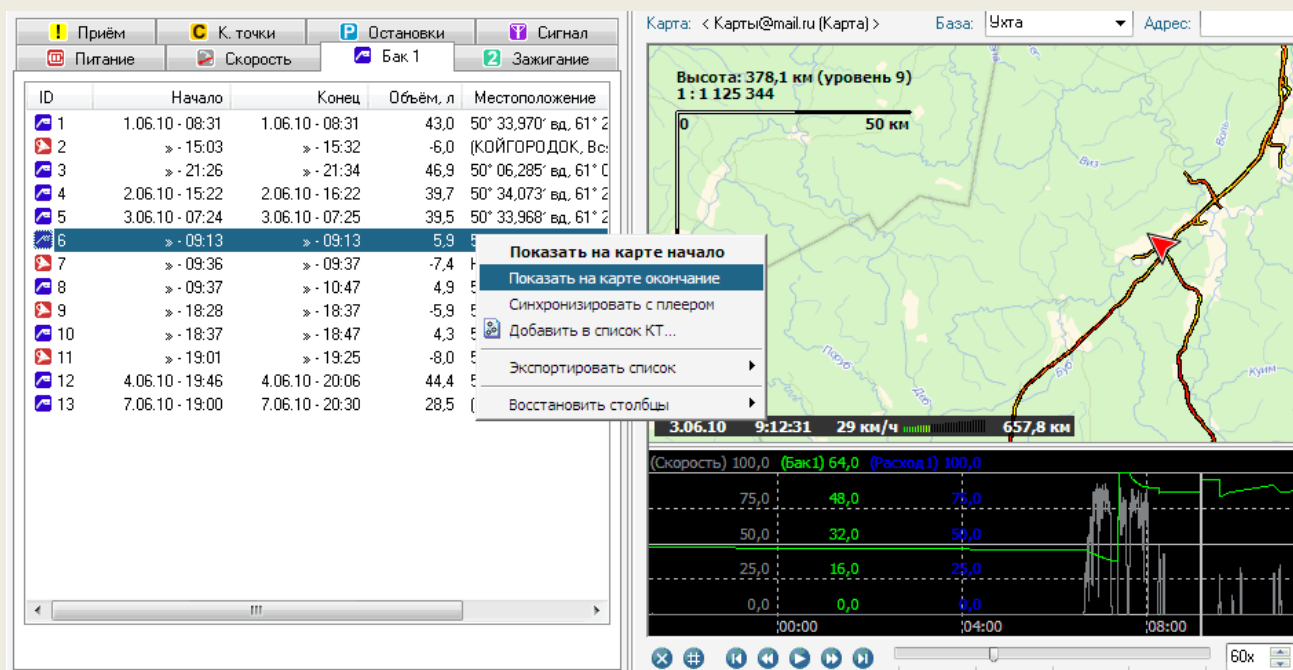 Приём К. точки Остановки Сигнал
Питание Скорость Бак 1 Зажигание
ID Начало Конец Объём, л Местоположение
1 1.06.10 - 08:31 1.06.10 - 08:31 43,0 50° 33,970´ вд, 61° 2
2 » - 15:03 » - 15:32 -6,0 (КОЙГОРОДОК, Вс
3 » - 21:26 » - 21:34 46,9 50° 06,285´ вд, 61° 0
4 2.06.10 - 15:22 2.06.10 - 16:22 39,7 50° 34,073´ вд, 61° 2
5 3.06.10 - 07:24 3.06.10 - 07:25 39,5 50° 33,968´ вд, 61° 2
6 » - 09:13 » - 09:13 5,9 5
7 » - 09:36 » - 09:37 -7,4
8 » - 09:37 » - 10:47 4,9 5
9 » - 18:28 » - 18:37 -5,9 5
10 » - 18:37 » - 18:47 4,3 5
11 » - 19:01 » - 19:25 -8,0 5
12 4.06.10 - 19:46 4.06.10 - 20:06 44,4 5
13 7.06.10 - 19:00 7.06.10 - 20:30 28,5 (
Показать на карте начало
Показать на карте окончание
Синхронизировать с плеером
Добавить в список КТ...
Экспортировать список
Восстановить столбцы
Карта: < Карты@mail.ru (Карта) > База: Ухта Адрес:
Высота: 378,1 км (уровень 9)
1 : 1 125 344
0 50 км
Воль
Виз
Поруб
Доб
Буб
Куим
3.06.10 9:12:31 29 км/ч 657,8 км
(Скорость) 100,0 (Бак1) 64,0 (Расход1) 100,0
75,0 48,0 75,0
50,0 32,0 50,0
25,0 16,0 25,0
0,0 0,0 0,0
00:00 04:00 08:00
60x